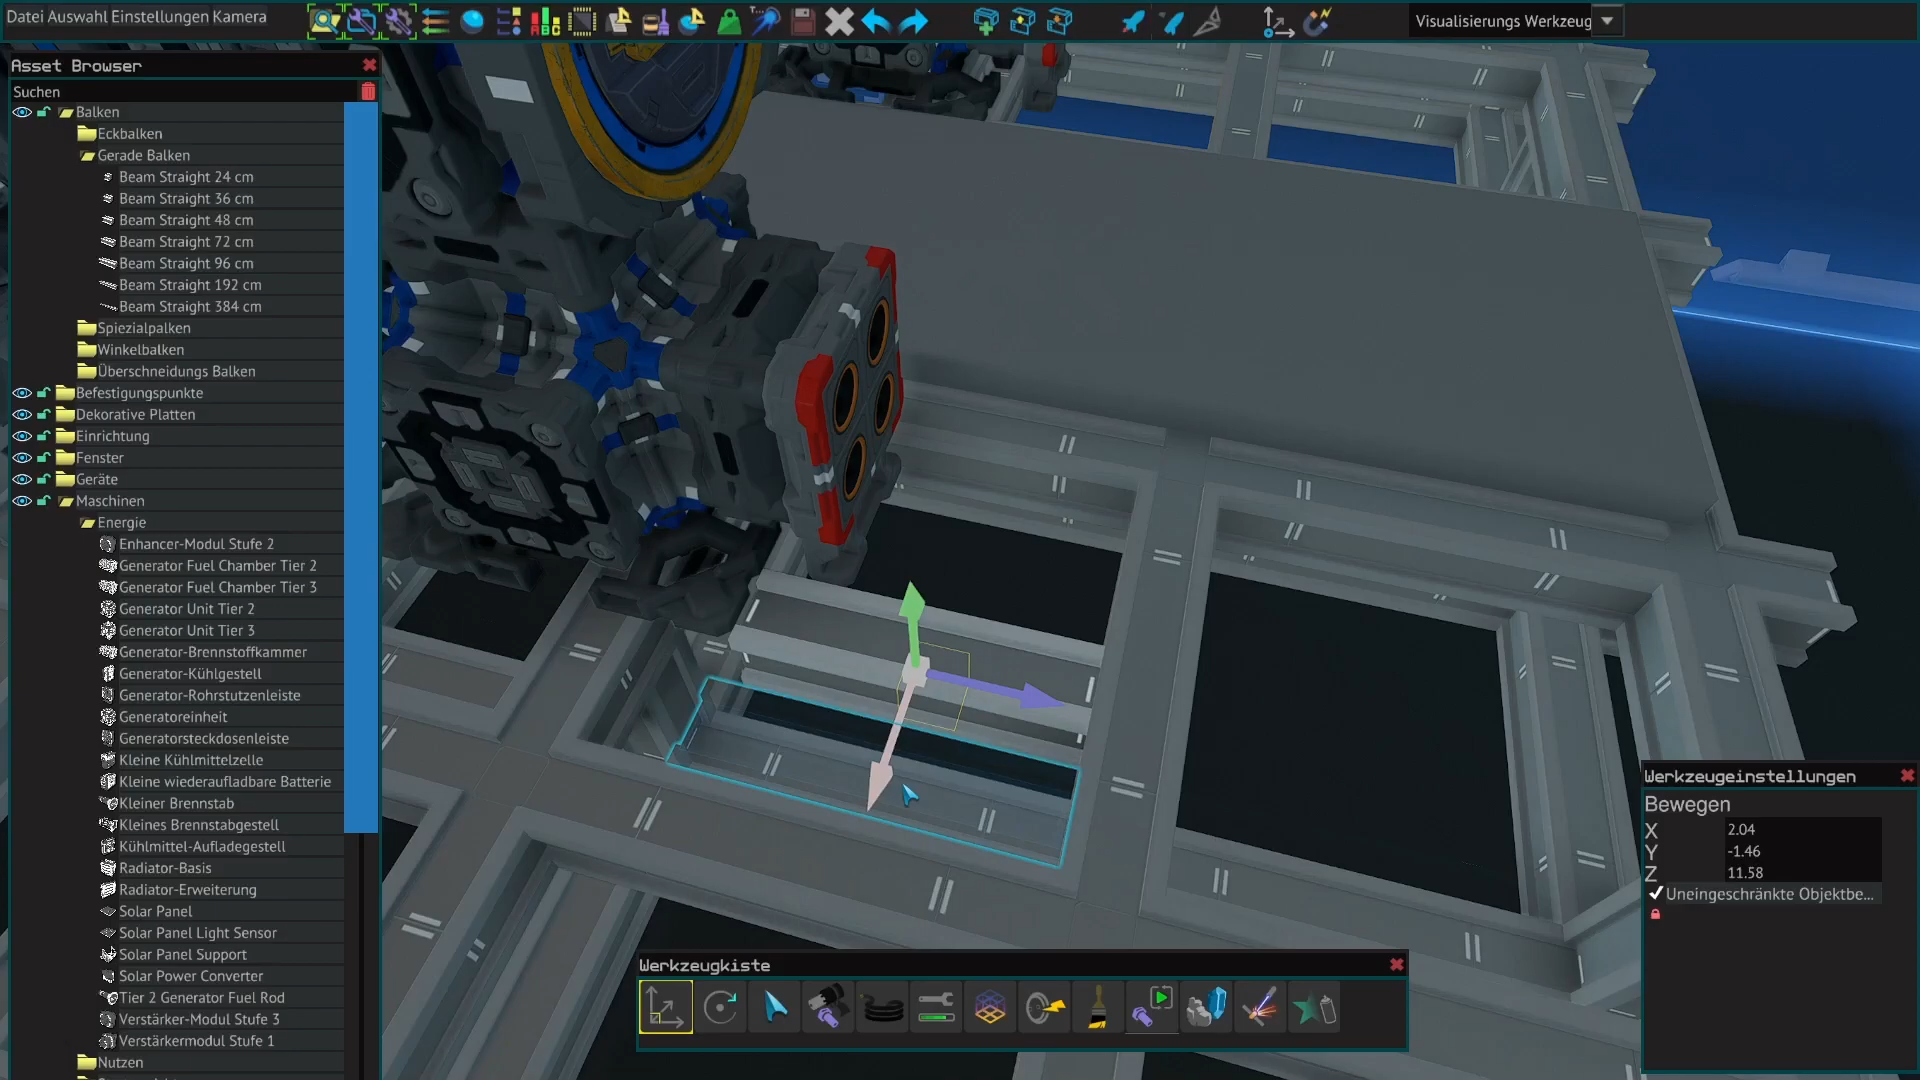 Datei Auswahl Einstellungen Kamera
Visualisierungs Werkzeug
Asset Browser
Suchen
Balken
Eckbalken
Gerade Balken
Beam Straight 24 cm
Beam Straight 36 cm
Beam Straight 48 cm
Beam Straight 72 cm
Beam Straight 96 cm
Beam Straight 192 cm
Beam Straight 384 cm
Spiezialpalken
Winkelbalken
Überschneidungs Balken
Befestigungspunkte
Dekorative Platten
Einrichtung
Fenster
Geräte
Maschinen
Energie
Enhancer-Modul Stufe 2
Generator Fuel Chamber Tier 2
Generator Fuel Chamber Tier 3
Generator Unit Tier 2
Generator Unit Tier 3
Generator-Brennstoffkammer
Generator-Kühlgestell
Generator-Rohrstutzenleiste
Generatoreinheit
Generatorsteckdosenleiste
Kleine Kühlmittelzelle
Kleine wiederaufladbare Batterie
Kleiner Brennstab
Kleines Brennstabgestell
Kühlmittel-Aufladegestell
Radiator-Basis
Radiator-Erweiterung
Solar Panel
Solar Panel Light Sensor
Solar Panel Support
Solar Power Converter
Tier 2 Generator Fuel Rod
Verstärker-Modul Stufe 3
Verstärkermodul Stufe 1
Nutzen
Werkzeugkiste
Werkzeugeinstellungen
Bewegen
X 2.04
Y -1.46
Z 11.58
Uneingeschränkte Objektbe...